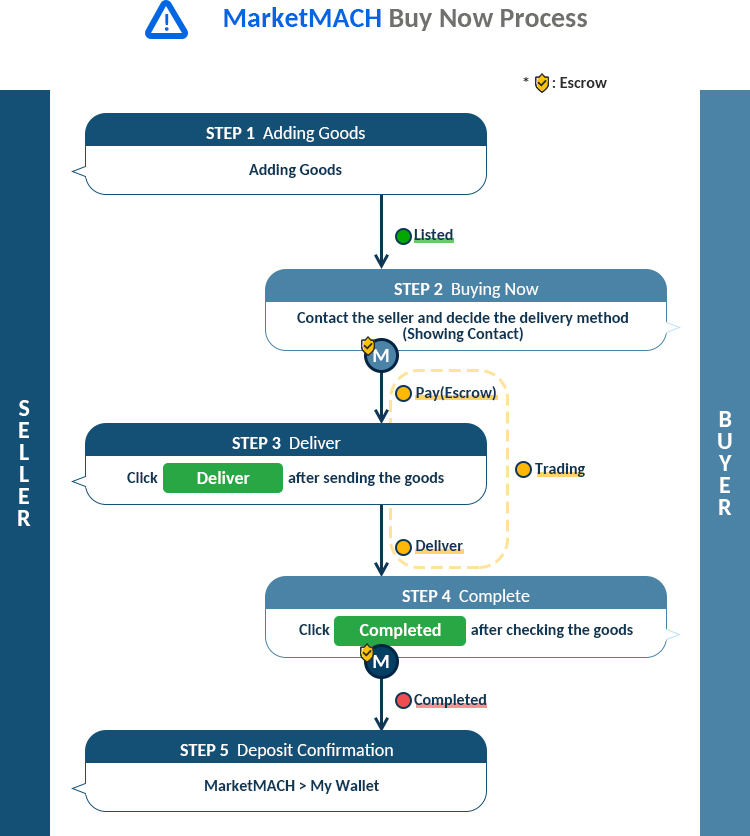 MarketMACH Buy Now Process
* : Escrow
SELLER
BUYER
STEP 1 Adding Goods
Adding Goods
Listed
STEP 2 Buying Now
Contact the seller and decide the delivery method
(Showing Contact)
M
Pay(Escrow)
STEP 3 Deliver
Click Deliver after sending the goods
Trading
Deliver
STEP 4 Complete
Click Completed after checking the goods
M
Completed
STEP 5 Deposit Confirmation
MarketMACH > My Wallet